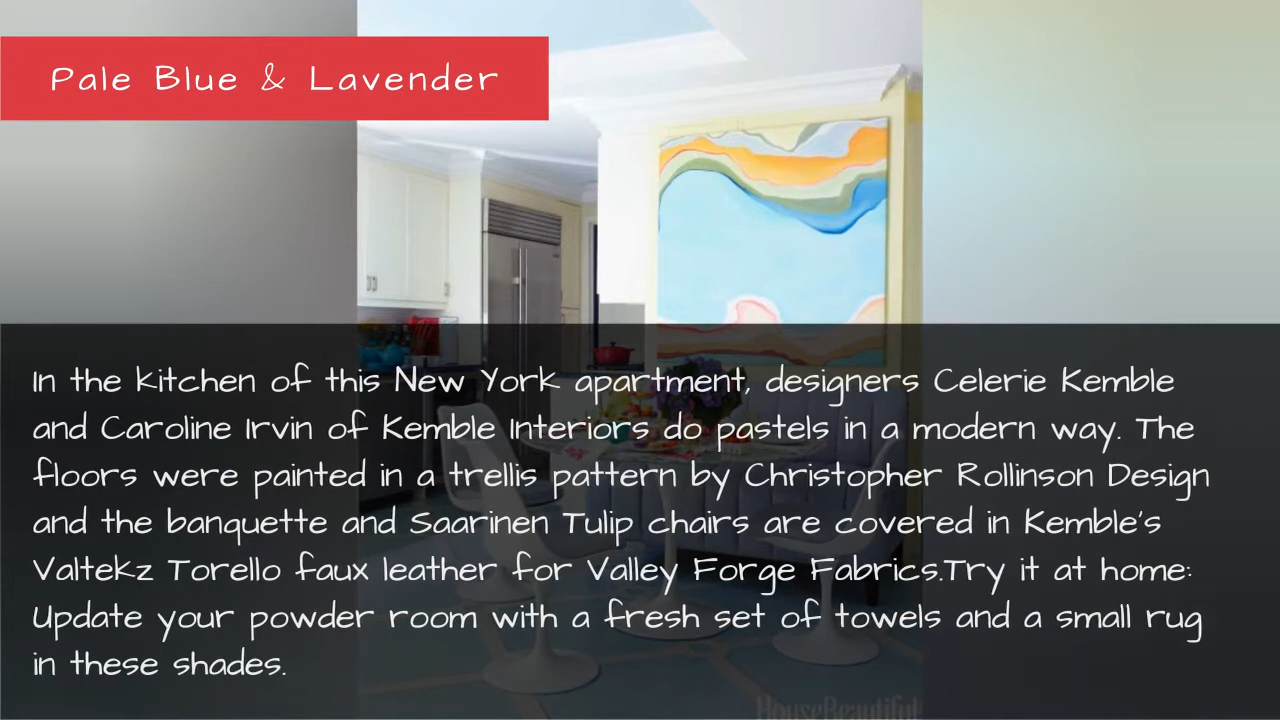 Pale Blue & Lavender
In the kitchen of this New York apartment, designers Celerie Kemble
and Caroline Irvin of Kemble Interiors do pastels in a modern way. The
floors were painted in a trellis pattern by Christopher Rollinson Design
and the banquette and Saarinen Tulip chairs are covered in Kemble's
Valtekz Torello faux leather for Valley Forge Fabrics.Try it at home:
Update your powder room with a fresh set of towels and a small rug
in these shades.
HouseBeautiful